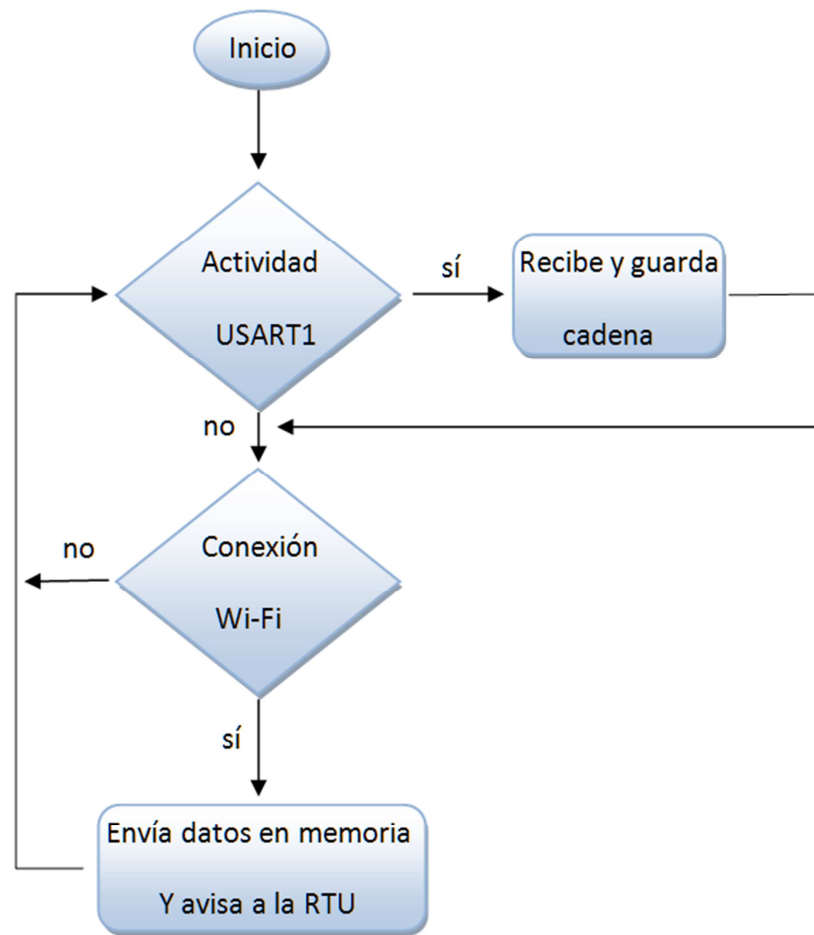 Inicio
Actividad
USART1
sí
Recibe y guarda
cadena
no
Conexión
Wi-Fi
no
sí
Envía datos en memoria
Y avisa a la RTU